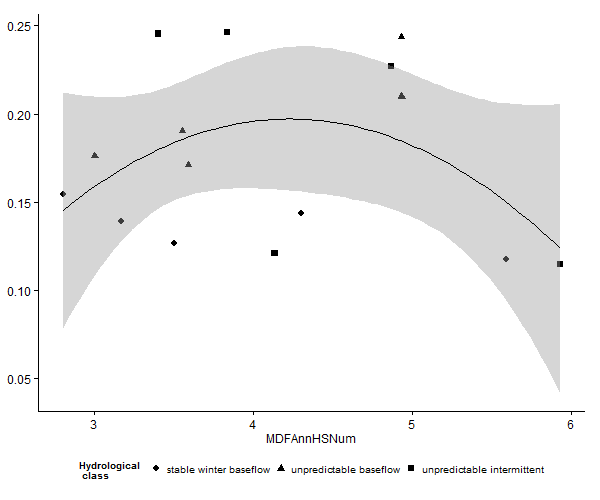 0.25
0.20
0.15
0.10
0.05
3 4 5 6
MDFAnnHSNum
Hydrological class stable winter baseflow unpredictable baseflow unpredictable intermittent